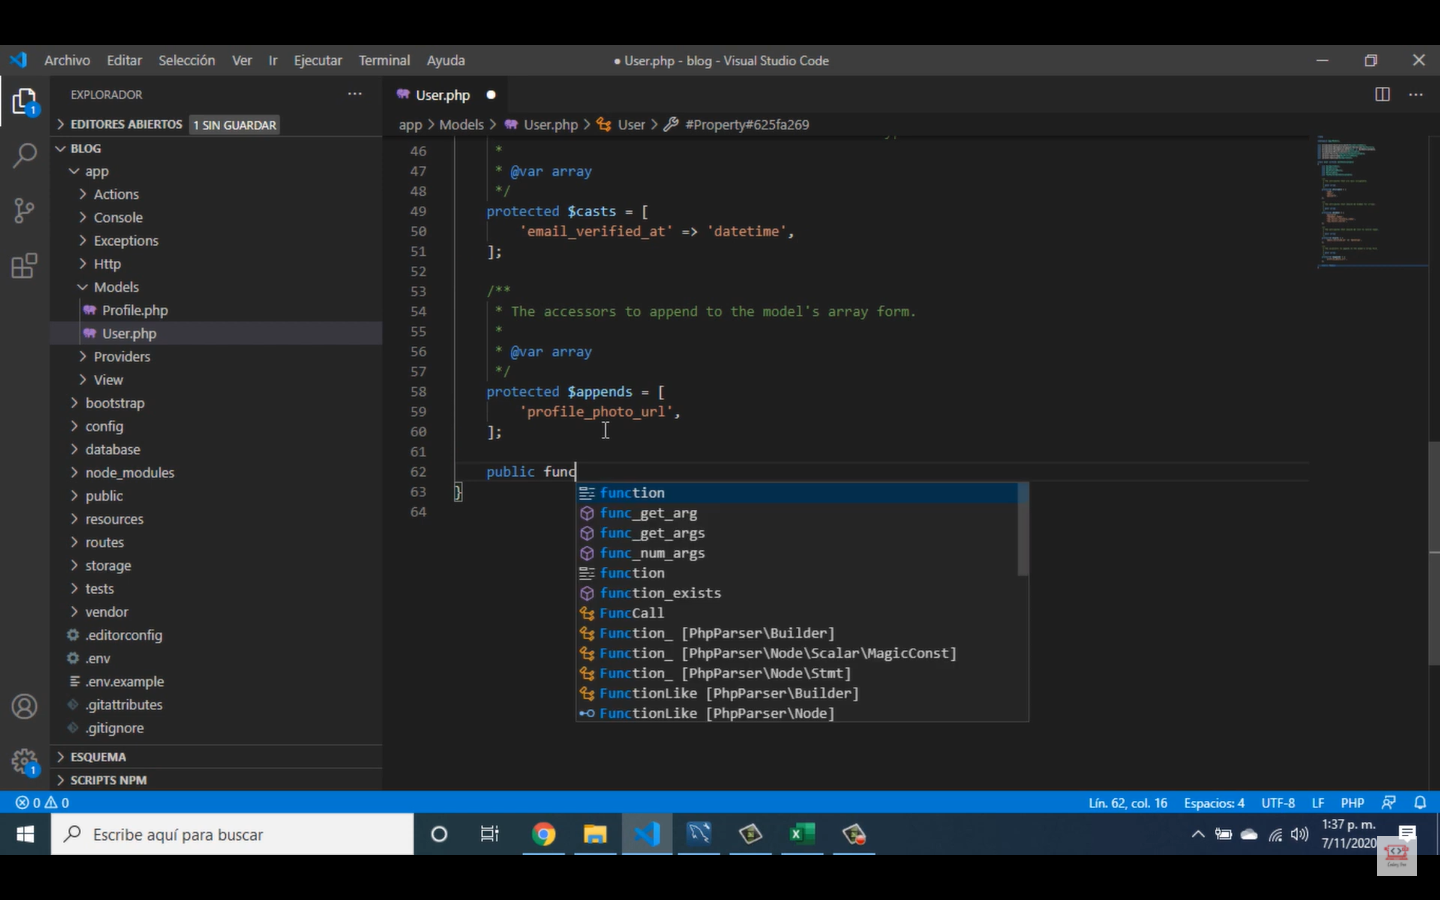 Archivo Editar Selección Ver Ir Ejecutar Terminal Ayuda
● User.php - blog - Visual Studio Code
EXPLORADOR
EDITORES ABIERTOS 1 SIN GUARDAR
BLOG
app
Actions
Console
Exceptions
Http
Models
Profile.php
User.php
Providers
View
bootstrap
config
database
node_modules
public
resources
routes
storage
tests
vendor
.editorconfig
.env
.env.example
.gitattributes
.gitignore
ESQUEMA
SCRIPTS NPM
1
1
User.php ●
app > Models > User.php > User > #Property#625fa269
46 *
47 * @var array
48 */
49 protected $casts = [
50 'email_verified_at' => 'datetime',
51 ];
52
53 /**
54 * The accessors to append to the model's array form.
55 *
56 * @var array
57 */
58 protected $appends = [
59 'profile_photo_url',
60 ];
61
62 public func
63 }
64
function
func_get_arg
func_get_args
func_num_args
function
function_exists
FuncCall
Function_ [PhpParser\Builder]
Function_ [PhpParser\Node\Scalar\MagicConst]
Function_ [PhpParser\Node\Stmt]
FunctionLike [PhpParser\Builder]
FunctionLike [PhpParser\Node]
0 0
Lín. 62, col. 16 Espacios: 4 UTF-8 LF PHP
Escribe aquí para buscar
1:37 p. m.
7/11/2020